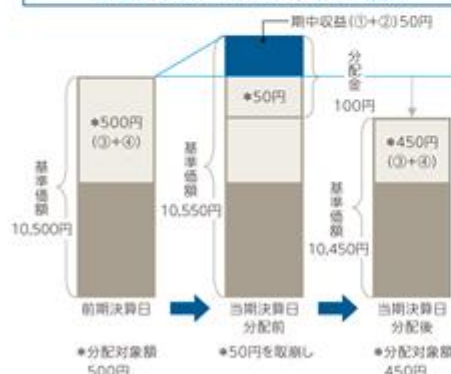 期中収益(①+②)50円
*500円
(③+④)
*50円
分配金
100円
*450円
(③+④)
基準価額
10,500円
基準価額
10,550円
基準価額
10,450円
前期決算日
当期決算日
分配前
当期決算日
分配後
*分配対象額
500円
*50円を取崩し
*分配対象額
450円